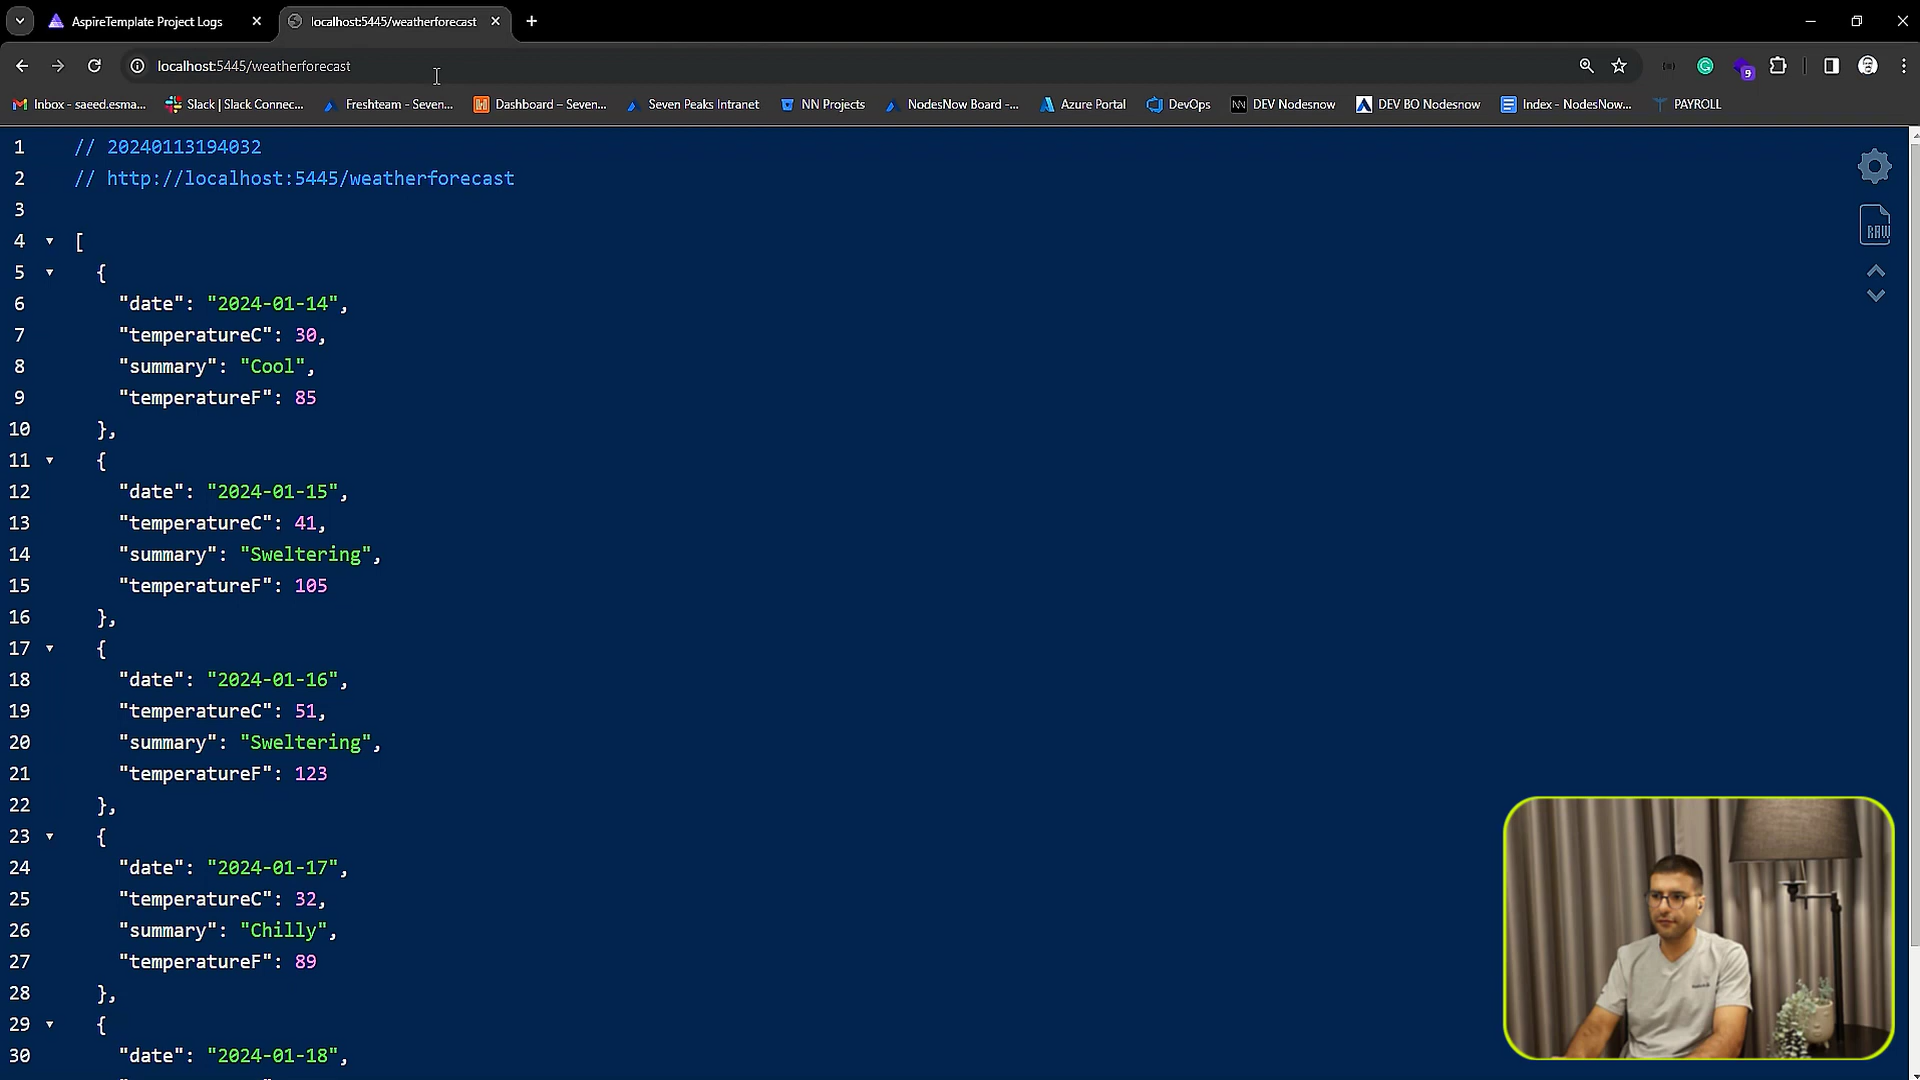 AspireTemplate Project Logs
localhost:5445/weatherforecast
localhost:5445/weatherforecast
9
Inbox - saeed.esma...
Slack | Slack Connec...
Freshteam - Seven...
Dashboard – Seven...
Seven Peaks Intranet
NN Projects
NodesNow Board -...
Azure Portal
DevOps
NN DEV Nodesnow
DEV BO Nodesnow
Index - NodesNow...
PAYROLL
1 // 20240113194032
2 // http://localhost:5445/weatherforecast
3
4 [
5 {
6 "date": "2024-01-14",
7 "temperatureC": 30,
8 "summary": "Cool",
9 "temperatureF": 85
10 },
11 {
12 "date": "2024-01-15",
13 "temperatureC": 41,
14 "summary": "Sweltering",
15 "temperatureF": 105
16 },
17 {
18 "date": "2024-01-16",
19 "temperatureC": 51,
20 "summary": "Sweltering",
21 "temperatureF": 123
22 },
23 {
24 "date": "2024-01-17",
25 "temperatureC": 32,
26 "summary": "Chilly",
27 "temperatureF": 89
28 },
29 {
30 "date": "2024-01-18",
RAW